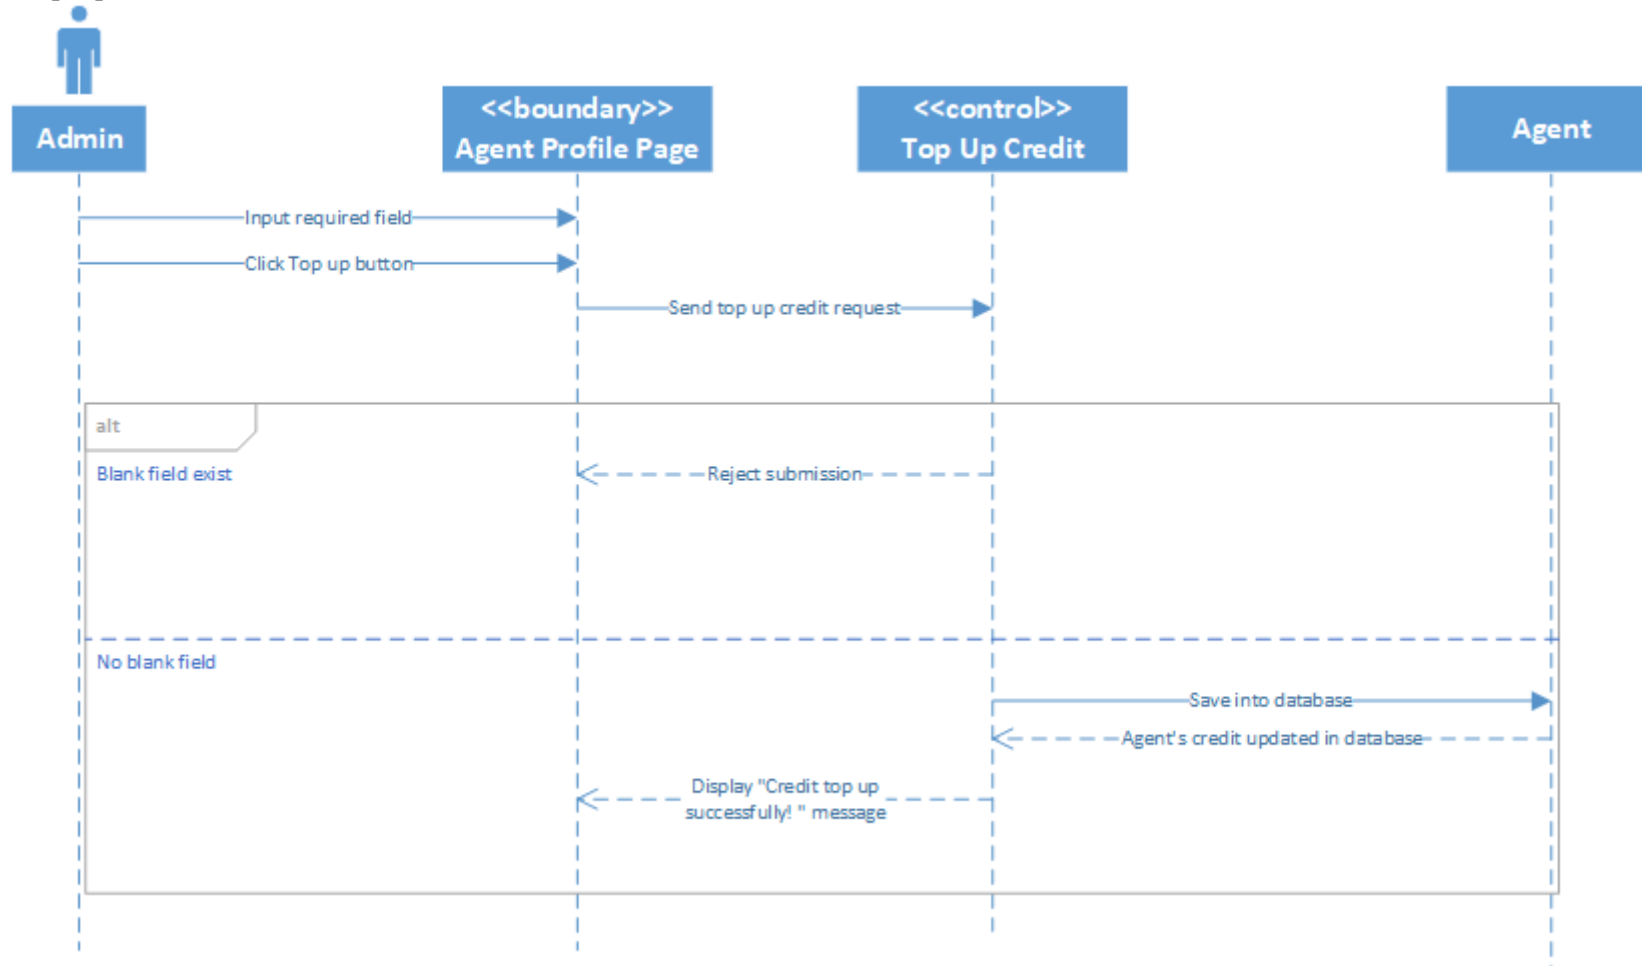 Admin
<<boundary>>
Agent Profile Page
<<control>>
Top Up Credit
Agent
Input required field
Click Top up button
Send top up credit request
alt
Blank field exist
Reject submission
No blank field
Save into database
Agent's credit updated in database
Display "Credit top up
successfully! " message